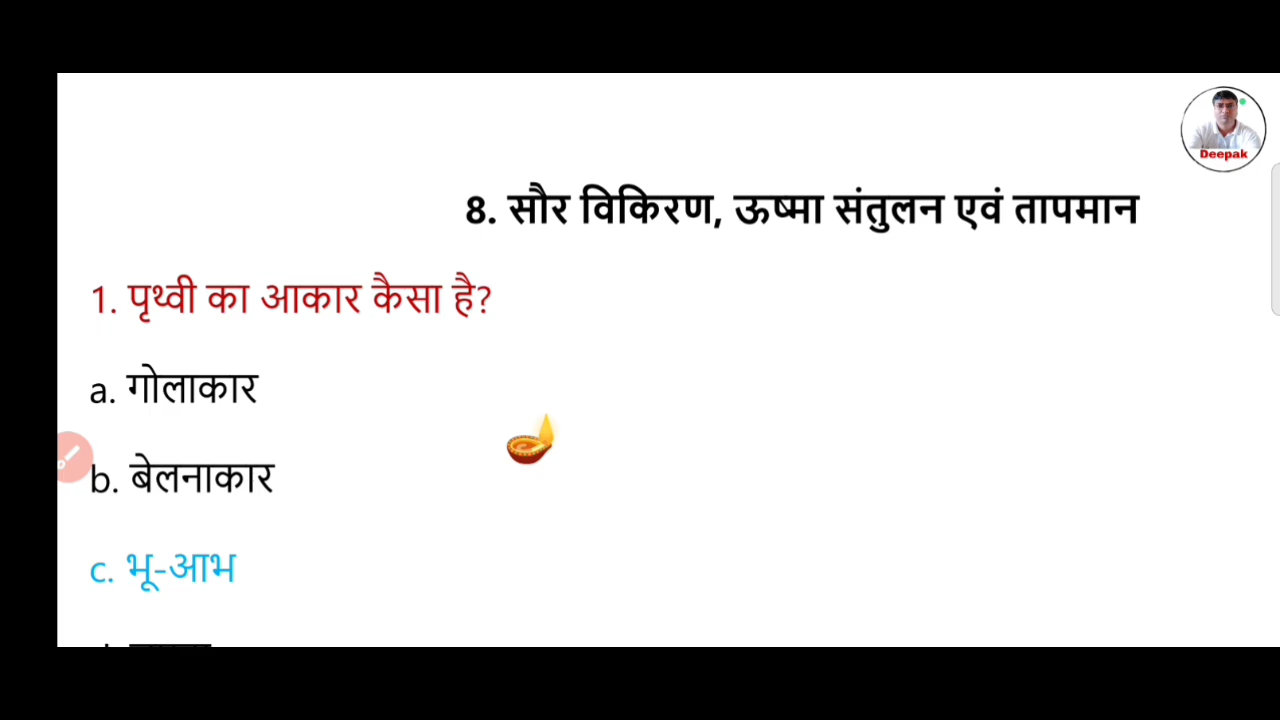 Deepak
8. सौर विकिरण, ऊष्मा संतुलन एवं तापमान
1. पृथ्वी का आकार कैसा है?
a. गोलाकार
b. बेलनाकार
c. भू-आभ